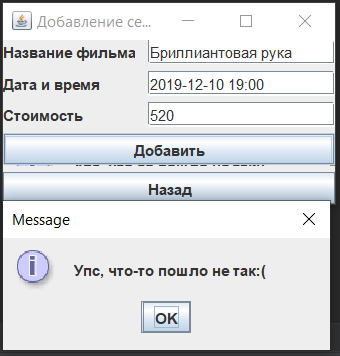 Добавление се...
Название фильма
Бриллиантовая рука
Дата и время
2019-12-10 19:00
Стоимость
520
Добавить
Назад
Message
Упс, что-то пошло не так:(
OK